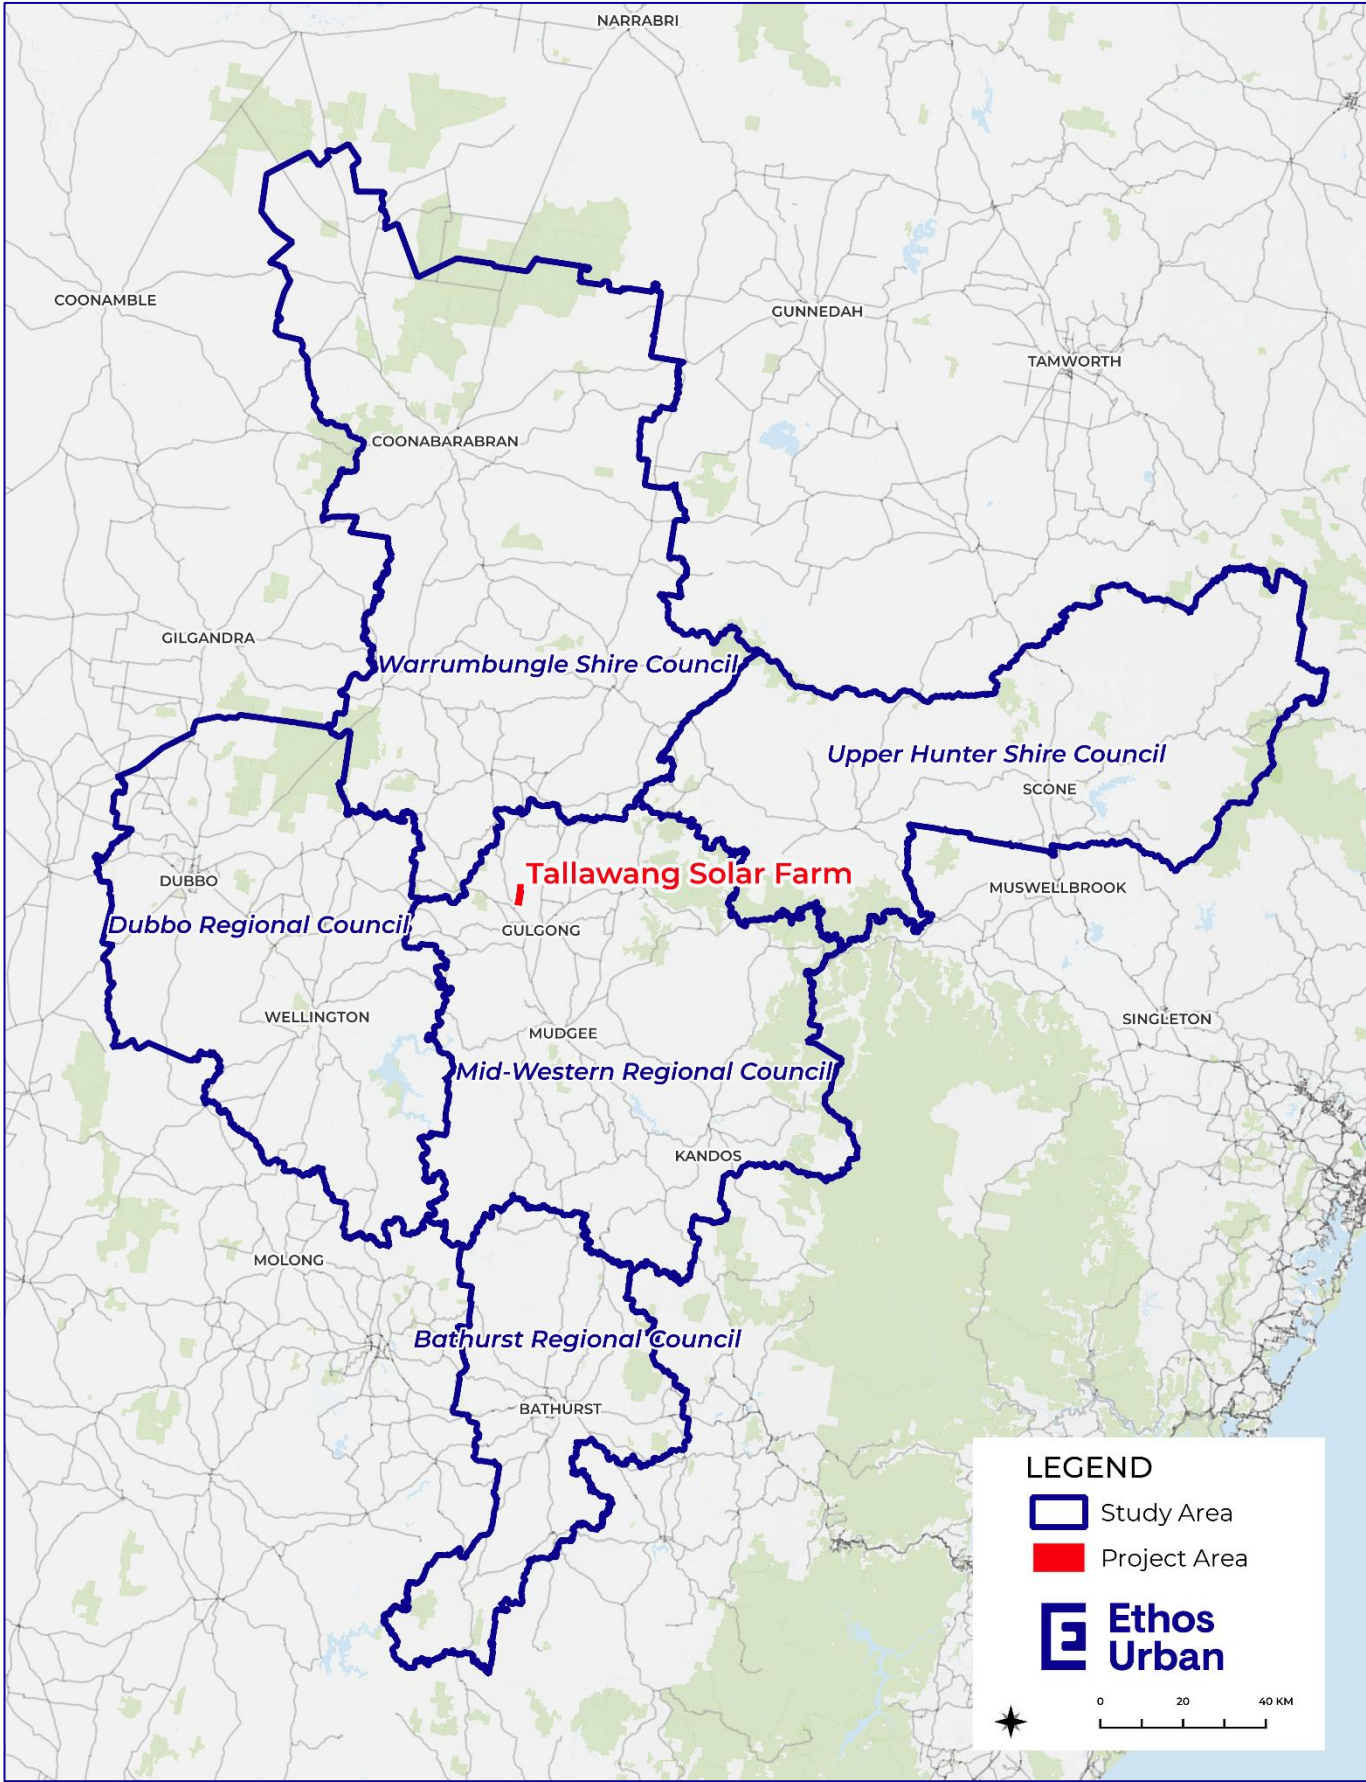 NARRABRI
COONAMBLE
GUNNEDAH
TAMWORTH
COONABARABRAN
GILGANDRA
Warrumbungle Shire Council
Upper Hunter Shire Council
SCONE
Tallawang Solar Farm
DUBBO
MUSWELLBROOK
Dubbo Regional Council
GULGONG
WELLINGTON
SINGLETON
MUDGEE
Mid-Western Regional Council
KANDOS
MOLONG
Bathurst Regional Council
BATHURST
LEGEND
Study Area
Project Area
Ethos
Urban
0 20 40 KM